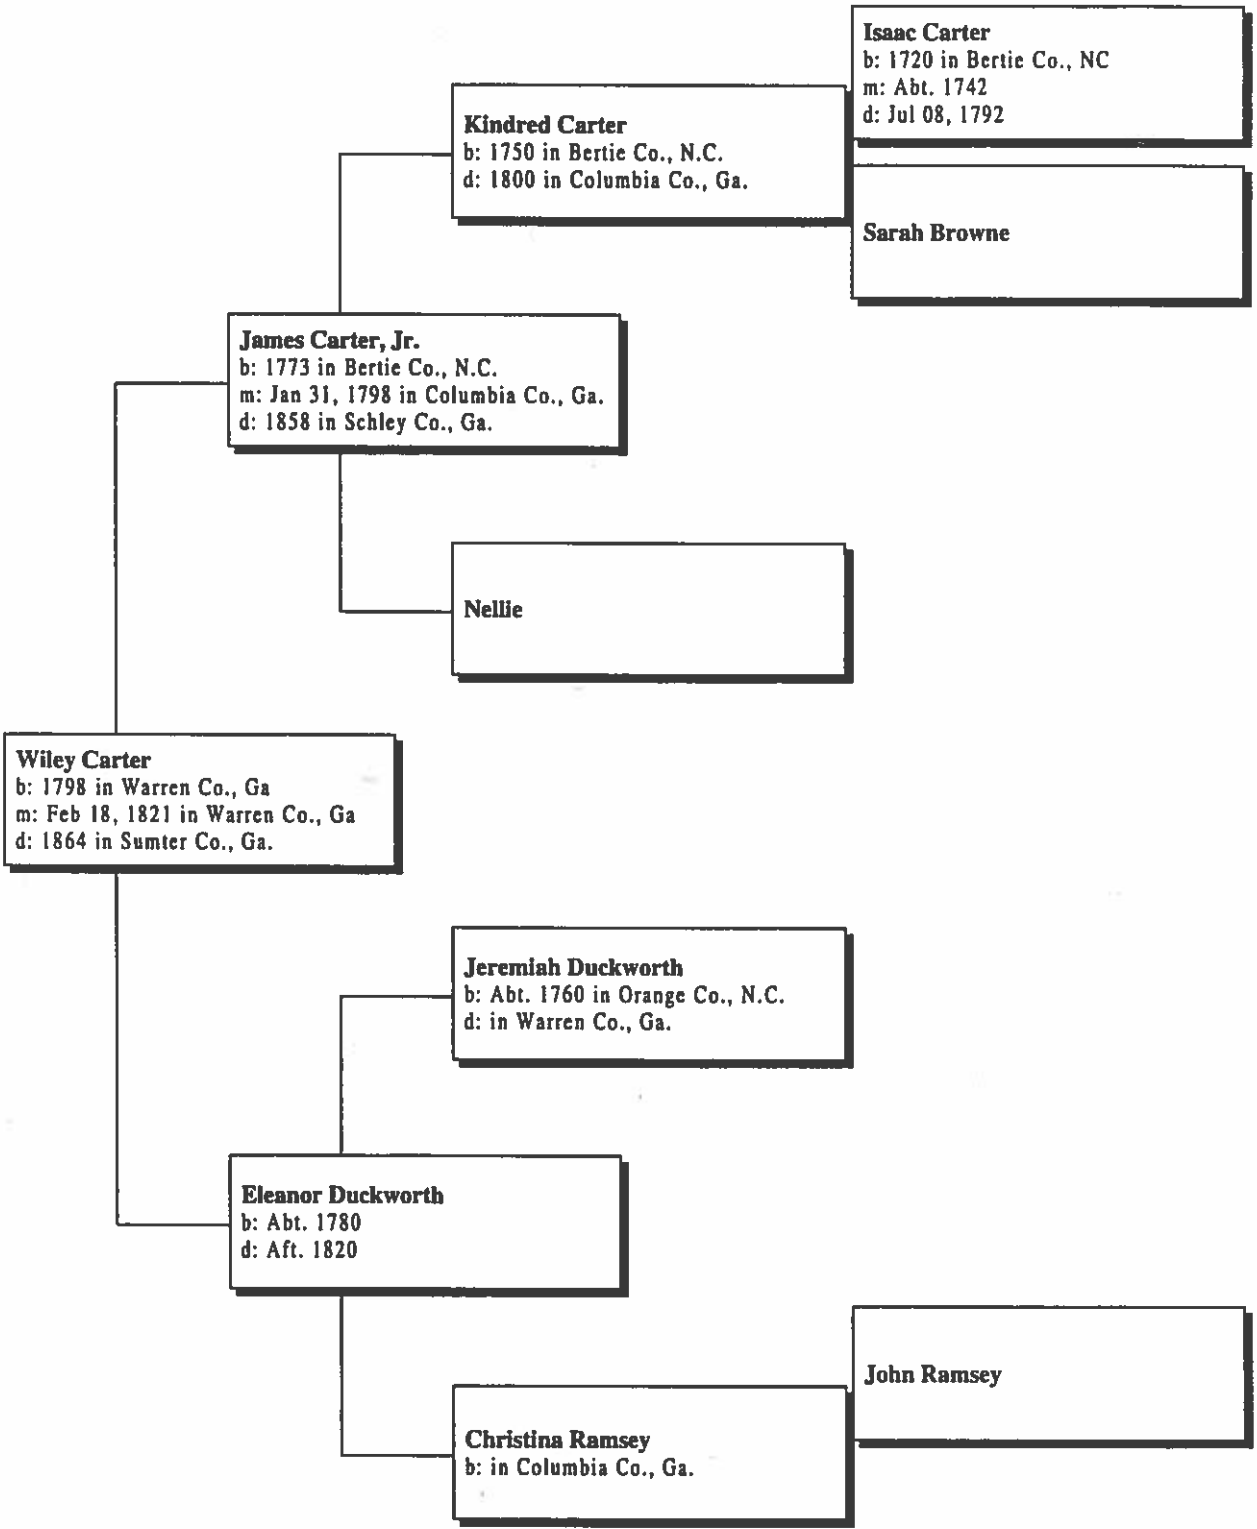 Isaac Carter
b: 1720 in Bertie Co., NC
m: Abt. 1742
d: Jul 08, 1792
Kindred Carter
b: 1750 in Bertie Co., N.C.
d: 1800 in Columbia Co., Ga.
Sarah Browne
James Carter, Jr.
b: 1773 in Bertie Co., N.C.
m: Jan 31, 1798 in Columbia Co., Ga.
d: 1858 in Schley Co., Ga.
Nellie
Wiley Carter
b: 1798 in Warren Co., Ga
m: Feb 18, 1821 in Warren Co., Ga
d: 1864 in Sumter Co., Ga.
Jeremiah Duckworth
b: Abt. 1760 in Orange Co., N.C.
d: in Warren Co., Ga.
Eleanor Duckworth
b: Abt. 1780
d: Aft. 1820
John Ramsey
Christina Ramsey
b: in Columbia Co., Ga.